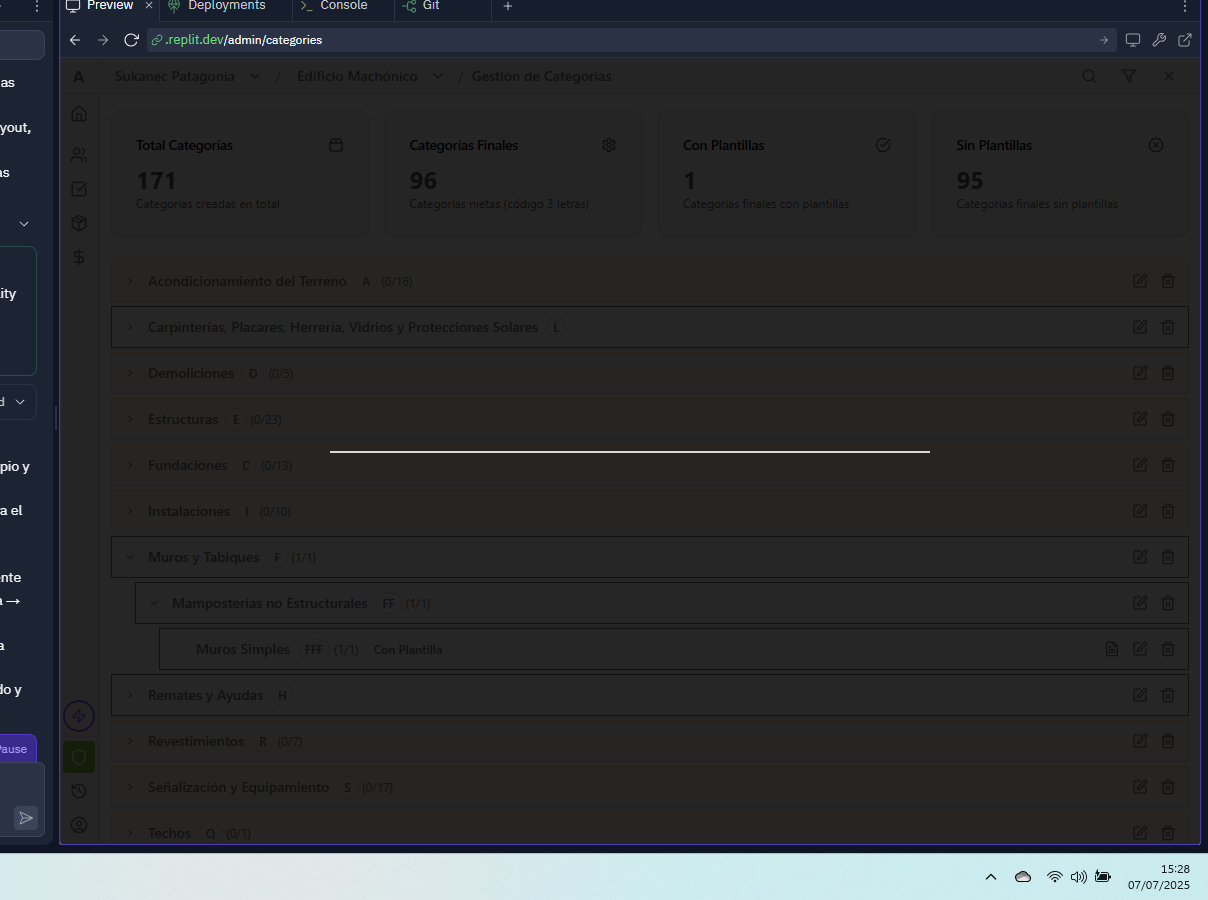 Preview
Deployments
Console
Git
.replit.dev/admin/categories
as
yout,
as
ity
d
pio y
a el
ente
a →
a
do y
Pause
A
Sukanec Patagonia / Edificio Machónico / Gestión de Categorías
Total Categorías
171
Categorías creadas en total
Categorías Finales
96
Categorías nietas (código 3 letras)
Con Plantillas
1
Categorías finales con plantillas
Sin Plantillas
95
Categorías finales sin plantillas
Acondicionamiento del Terreno A (0/16)
Carpinterías, Placares, Herrería, Vidrios y Protecciones Solares L
Demoliciones D (0/5)
Estructuras E (0/23)
Fundaciones C (0/13)
Instalaciones I (0/10)
Muros y Tabiques F (1/1)
Mamposterías no Estructurales FF (1/1)
Muros Simples FFF (1/1) Con Plantilla
Remates y Ayudas H
Revestimientos R (0/7)
Señalización y Equipamiento S (0/17)
Techos Q (0/1)
15:28
07/07/2025